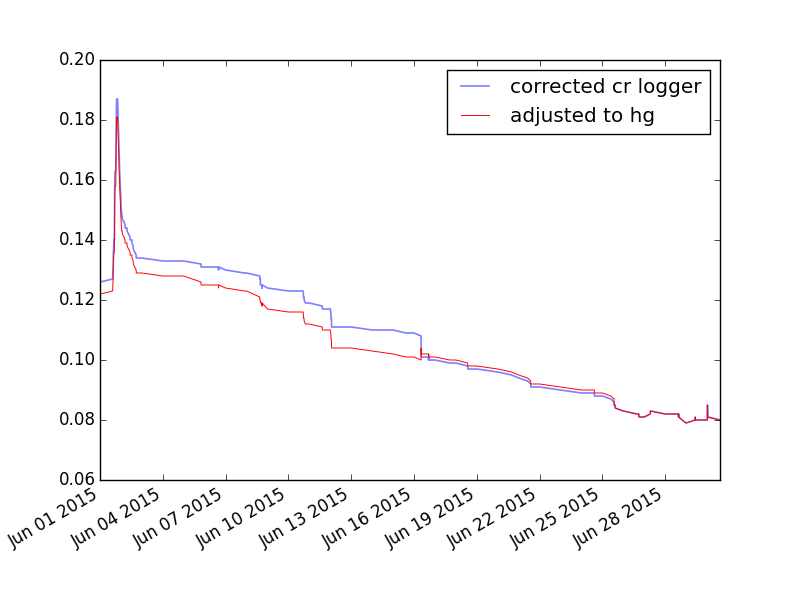 0.20
corrected cr logger
adjusted to hg
0.18
0.16
0.14
0.12
0.10
0.08
0.06
Jun 01 2015
Jun 04 2015
Jun 07 2015
Jun 10 2015
Jun 13 2015
Jun 16 2015
Jun 19 2015
Jun 22 2015
Jun 25 2015
Jun 28 2015